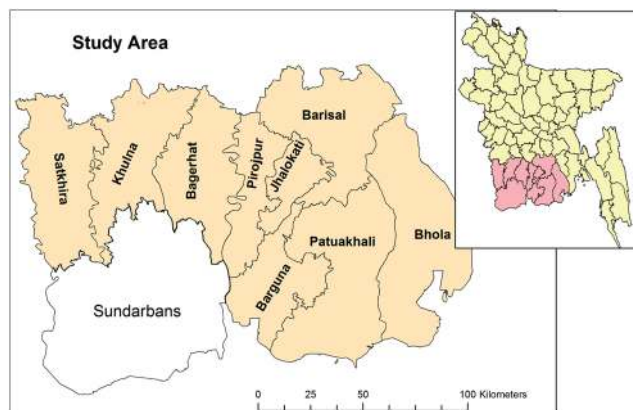 Study Area
Barisal
Satkhira
Khulna
Bagerhat
Pirojpur
Jhalokati
Patuakhali
Bhola
Barguna
Sundarbans
0 25 50 100 Kilometers